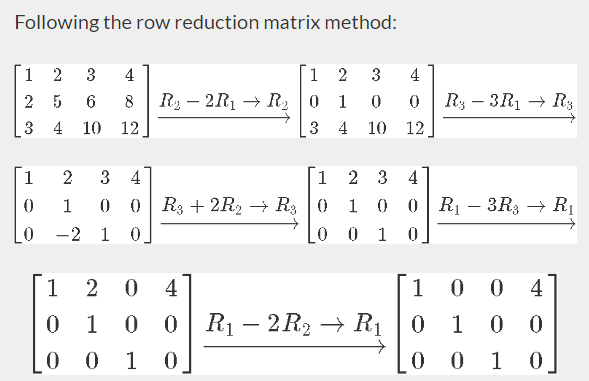 Following the row reduction matrix method:
[1 2 3 4; 2 5 6 8; 3 4 10 12] R₂ − 2R₁ → R₂ [1 2 3 4; 0 1 0 0; 3 4 10 12] R₃ − 3R₁ → R₃
[1 2 3 4; 0 1 0 0; 0 −2 1 0] R₃ + 2R₂ → R₃ [1 2 3 4; 0 1 0 0; 0 0 1 0] R₁ − 3R₃ → R₁
[1 2 0 4; 0 1 0 0; 0 0 1 0] R₁ − 2R₂ → R₁ [1 0 0 4; 0 1 0 0; 0 0 1 0]